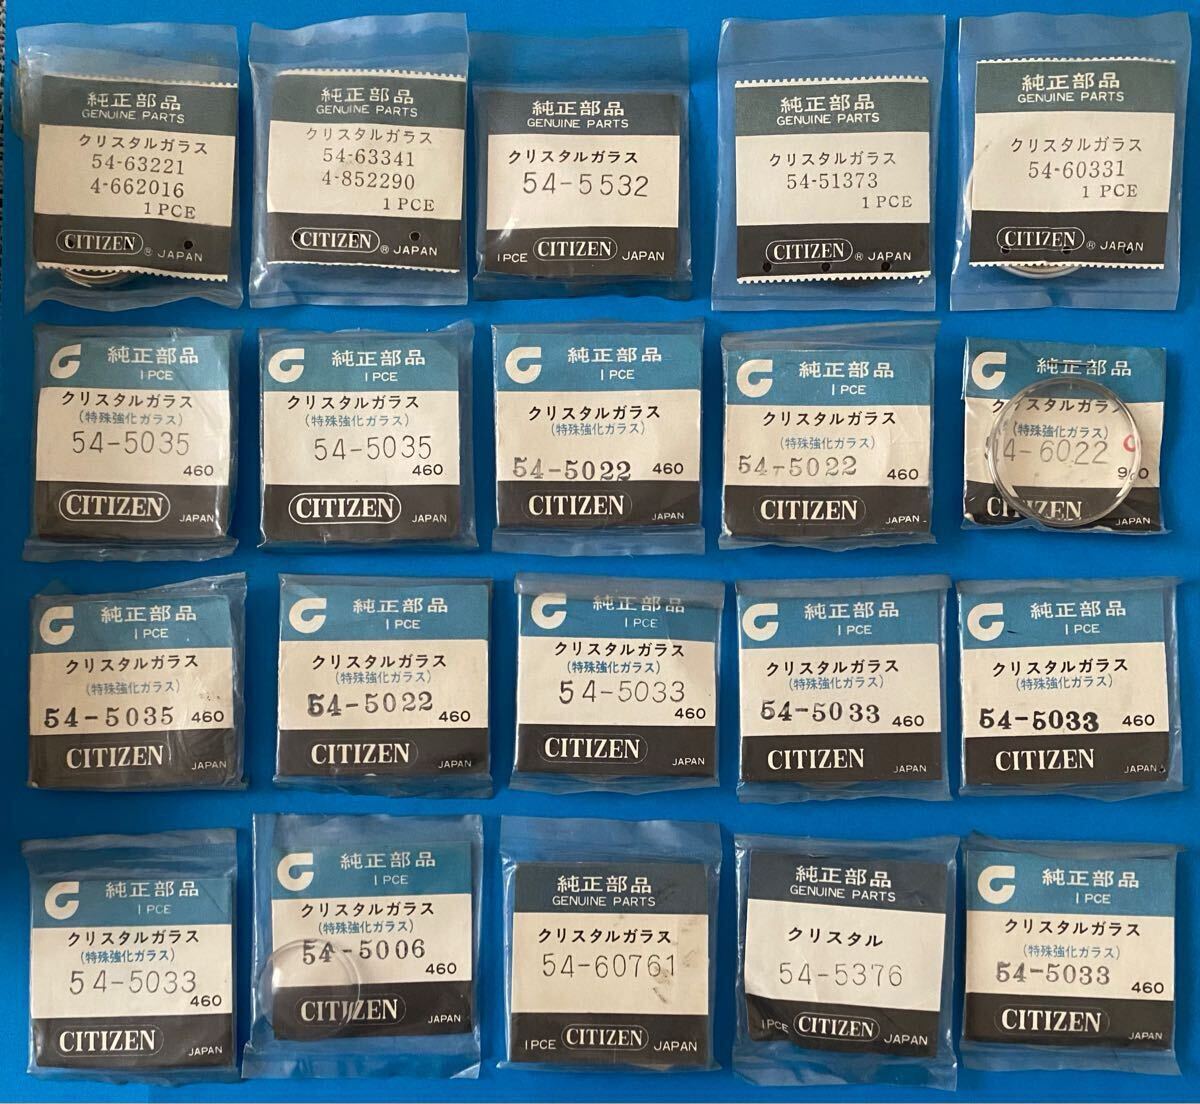 純正部品
GENUINE PARTS
クリスタルガラス
54-63221
4-662016
1 PCE
CITIZEN ® JAPAN
純正部品
GENUINE PARTS
クリスタルガラス
54-63341
4-852290
1 PCE
CITIZEN ® JAPAN
純正部品
GENUINE PARTS
クリスタルガラス
54-5532
1 PCE CITIZEN JAPAN
純正部品
GENUINE PARTS
クリスタルガラス
54-51373
1 PCE
CITIZEN ® JAPAN
純正部品
GENUINE PARTS
クリスタルガラス
54-60331
1 PCE
CITIZEN ® JAPAN
純正部品
1 PCE
クリスタルガラス
(特殊強化ガラス)
54-5035
460
CITIZEN JAPAN
純正部品
1 PCE
クリスタルガラス
(特殊強化ガラス)
54-5035
460
CITIZEN JAPAN
純正部品
1 PCE
クリスタルガラス
(特殊強化ガラス)
54-5022 460
CITIZEN JAPAN
純正部品
1 PCE
クリスタルガラス
(特殊強化ガラス)
54-5022 460
CITIZEN JAPAN
純正部品
クリスタルガラス
(特殊強化ガラス)
4-6022
CITIZEN JAPAN
純正部品
1 PCE
クリスタルガラス
(特殊強化ガラス)
54-5035 460
CITIZEN JAPAN
純正部品
1 PCE
クリスタルガラス
(特殊強化ガラス)
54-5022 460
CITIZEN JAPAN
純正部品
1 PCE
クリスタルガラス
(特殊強化ガラス)
54-5033
460
CITIZEN JAPAN
純正部品
1 PCE
クリスタルガラス
(特殊強化ガラス)
54-5033 460
CITIZEN JAPAN
純正部品
1 PCE
クリスタルガラス
(特殊強化ガラス)
54-5033 460
CITIZEN JAPAN
純正部品
1 PCE
クリスタルガラス
(特殊強化ガラス)
54-5033
460
CITIZEN JAPAN
純正部品
1 PCE
クリスタルガラス
(特殊強化ガラス)
54-5006
460
CITIZEN JAPAN
純正部品
GENUINE PARTS
クリスタルガラス
54-60761
1 PCE CITIZEN JAPAN
純正部品
GENUINE PARTS
クリスタル
54-5376
1 PCE CITIZEN JAPAN
純正部品
1 PCE
クリスタルガラス
(特殊強化ガラス)
54-5033 460
CITIZEN JAPAN